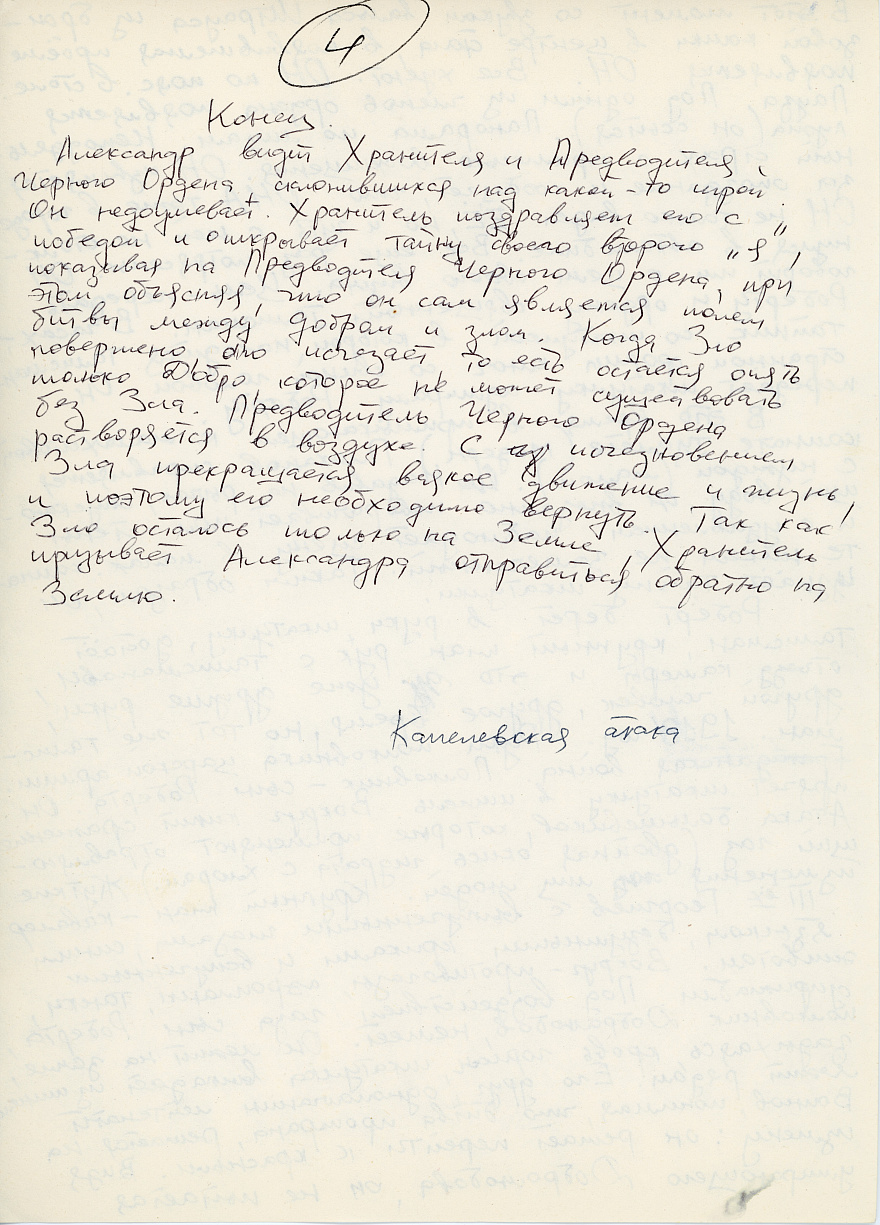 4
Конец.
Александр видит Хранителя и Предводителя
Черного Ордена, склонившихся над какой-то игрой.
Он недоумевает. Хранитель поздравляет его с
победой и открывает тайну своего второго „я",
показывая на Предводителя Черного Ордена, при
этом объясняя, что он сам является полем
битвы между добром и злом. Когда Зло
повержено оно исчезает, то есть остается опять
только Добро, которое не может существовать
без Зла. Предводитель Черного Ордена
растворяется в воздухе. С исчезновением
Зла прекращается всякое движение и жизнь,
и поэтому его необходимо вернуть. Так как
Зло осталось только на Земле, Хранитель
призывает Александра отправиться обратно на
Землю.
Каппелевская атака